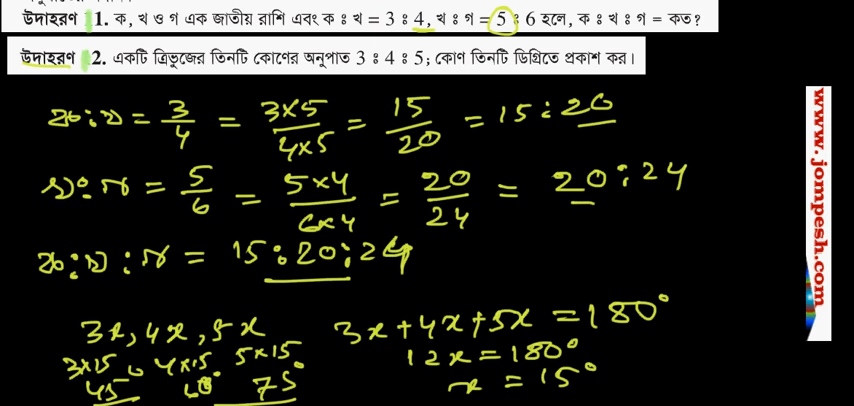 উদাহরণ 1. ক, খ ও গ এক জাতীয় রাশি এবং ক ঃ খ = 3 ঃ 4, খ ঃ গ = 5 ঃ 6 হলে, ক ঃ খ ঃ গ = কত?
উদাহরণ 2. একটি ত্রিভুজের তিনটি কোণের অনুপাত 3 ঃ 4 ঃ 5; কোণ তিনটি ডিগ্রিতে প্রকাশ কর।
ক:খ = 3/4 = 3×5/4×5 = 15/20 = 15:20
খ:গ = 5/6 = 5×4/6×4 = 20/24 = 20:24
ক:খ:গ = 15:20:24
3x, 4x, 5x
3×15, 4×15, 5×15
45 60° 75°
3x+4x+5x = 180°
12x = 180°
x = 15°
www.jompesh.com